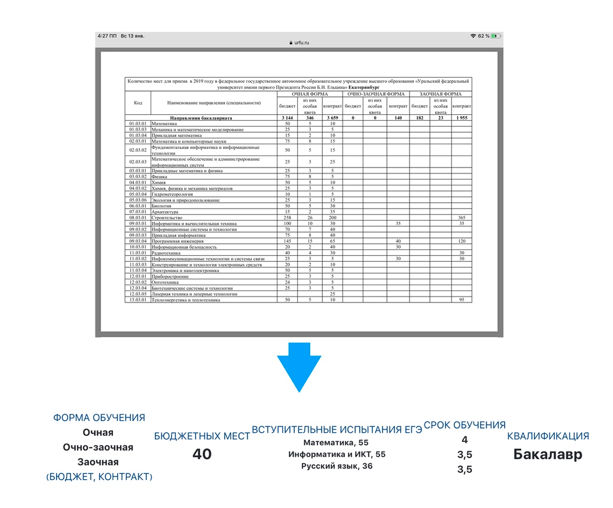 4:27 ПП Вс 13 янв.
62 %
urfu.ru
Количество мест для приема в 2019 году в федеральное государственное автономное образовательное учреждение высшего образования «Уральский федеральный
университет имени первого Президента России Б.Н. Ельцина» Екатеринбург
Код Наименование направления (специальности) ОЧНАЯ ФОРМА ОЧНО-ЗАОЧНАЯ ФОРМА ЗАОЧНАЯ ФОРМА
бюджет из них особая квота контракт бюджет из них особая квота контракт бюджет из них особая квота контракт
Направления бакалавриата 3 144 346 3 659 0 0 140 182 23 1 955
01.03.01 Математика 50 5 10
01.03.03 Механика и математическое моделирование 25 3 5
01.03.04 Прикладная математика 15 2 10
02.03.01 Математика и компьютерные науки 75 8 15
02.03.02 Фундаментальная информатика и информационные технологии 50 5 15
02.03.03 Математическое обеспечение и администрирование информационных систем 25 3 25
03.03.01 Прикладные математика и физика 25 3 5
03.03.02 Физика 75 8 5
04.03.01 Химия 50 5 10
04.03.02 Химия, физика и механика материалов 25 3 5
05.03.04 Гидрометеорология 10 1 5
05.03.06 Экология и природопользование 25 3 15
06.03.01 Биология 50 5 30
07.03.01 Архитектура 15 2 35
08.03.01 Строительство 258 26 200 365
09.03.01 Информатика и вычислительная техника 100 10 50 35 35
09.03.02 Информационные системы и технологии 70 7 40
09.03.03 Прикладная информатика 75 8 40
09.03.04 Программная инженерия 145 15 65 40 120
10.03.01 Информационная безопасность 20 2 40 30
11.03.01 Радиотехника 40 4 30 30
11.03.02 Инфокоммуникационные технологии и системы связи 25 3 5 30 30
11.03.03 Конструирование и технология электронных средств 20 2 10
11.03.04 Электроника и наноэлектроника 50 5 5
12.03.01 Приборостроение 25 3 5
12.03.02 Оптотехника 24 3 5
12.03.04 Биотехнические системы и технологии 25 3 5
12.03.05 Лазерная техника и лазерные технологии 25
13.03.01 Теплоэнергетика и теплотехника 50 5 10 95
ФОРМА ОБУЧЕНИЯ
Очная
Очно-заочная
Заочная
(БЮДЖЕТ, КОНТРАКТ)
БЮДЖЕТНЫХ МЕСТ
40
ВСТУПИТЕЛЬНЫЕ ИСПЫТАНИЯ ЕГЭ
Математика, 55
Информатика и ИКТ, 55
Русский язык, 36
СРОК ОБУЧЕНИЯ
4
3,5
3,5
КВАЛИФИКАЦИЯ
Бакалавр